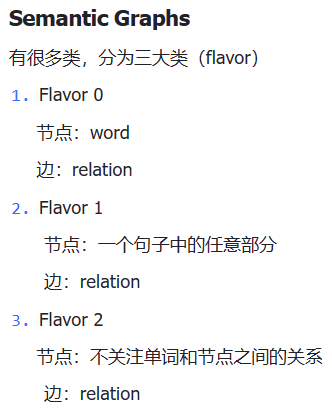 Semantic Graphs
有很多类，分为三大类（flavor）
1. Flavor 0
节点：word
边：relation
2. Flavor 1
节点：一个句子中的任意部分
边：relation
3. Flavor 2
节点：不关注单词和节点之间的关系
边：relation